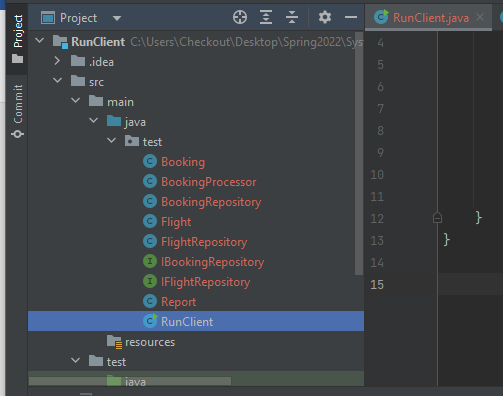 Project
Commit
Project
RunClient C:\Users\Checkout\Desktop\Spring2022\Sys
.idea
src
main
java
test
Booking
BookingProcessor
BookingRepository
Flight
FlightRepository
IBookingRepository
IFlightRepository
Report
RunClient
resources
test
java
RunClient.java
4
5
6
7
8
9
10
11
12 }
13 }
14
15